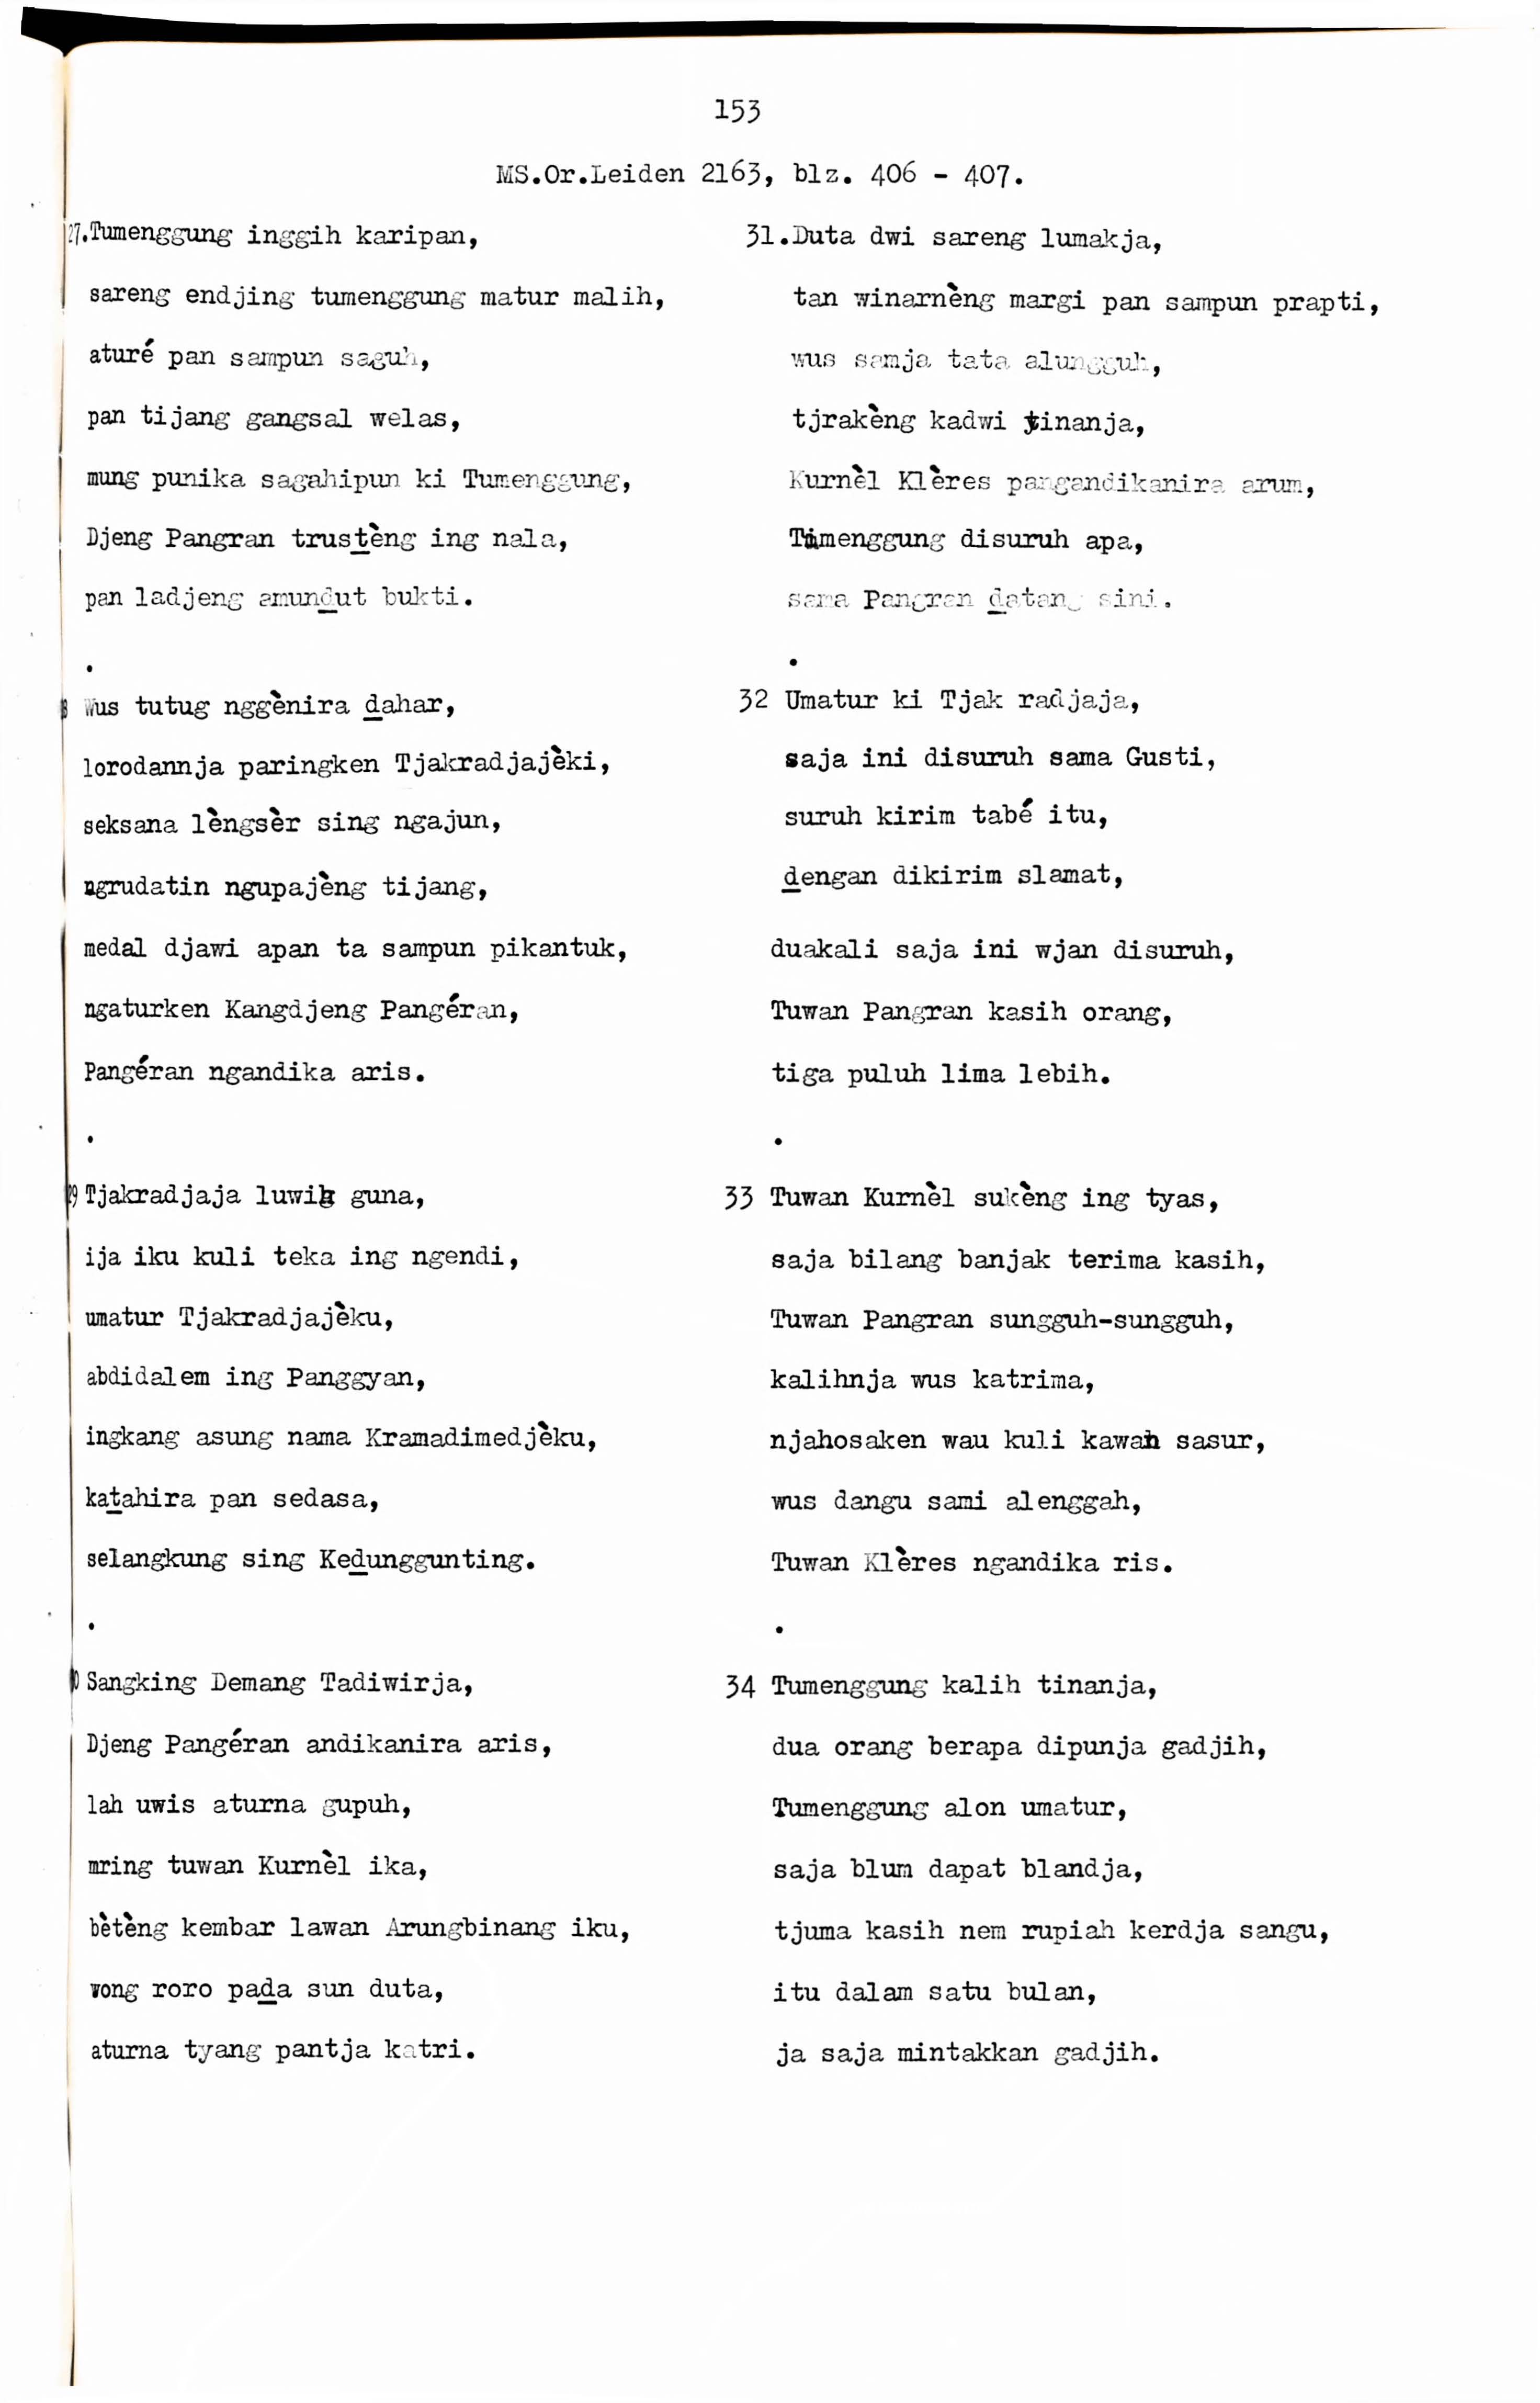 153
MS.Or.Leiden 2163, blz. 406 - 407.
27.Tumenggung inggih karipan,
sareng endjing tumenggung matur malih,
aturé pan sampun saguh,
pan tijang gangsal welas,
mung punika sagahipun ki Tumenggung,
Djeng Pangran trusṯèng ing nala,
pan ladjeng amunḏut bukti.
.
8 Wus tutug nggènira ḏahar,
lorodannja paringken Tjakradjajèki,
seksana lèngsèr sing ngajun,
ngrudatin ngupajèng tijang,
medal djawi apan ta sampun pikantuk,
ngaturken Kangdjeng Pangéran,
Pangéran ngandika aris.
.
29 Tjakradjaja luwih guna,
ija iku kuli teka ing ngendi,
umatur Tjakradjajèku,
abdidalem ing Panggyan,
ingkang asung nama Kramadimedjèku,
kaṯahira pan sedasa,
selangkung sing Keḏunggunting.
.
0 Sangking Demang Tadiwirja,
Djeng Pangéran andikanira aris,
lah uwis aturna gupuh,
mring tuwan Kurnèl ika,
bètèng kembar lawan Arungbinang iku,
wong roro paḏa sun duta,
aturna tyang pantja katri.
31.Duta dwi sareng lumakja,
tan winarnèng margi pan sampun prapti,
wus samja tata alungguh,
tjrakèng kadwi tinanja,
Kurnèl Klères pangandikanira arum,
Tumenggung disuruh apa,
sama Pangran ḏatang sini.
.
32 Umatur ki Tjak radjaja,
saja ini disuruh sama Gusti,
suruh kirim tabé itu,
ḏengan dikirim slamat,
duakali saja ini wjan disuruh,
Tuwan Pangran kasih orang,
tiga puluh lima lebih.
.
33 Tuwan Kurnèl sukèng ing tyas,
saja bilang banjak terima kasih,
Tuwan Pangran sungguh-sungguh,
kalihnja wus katrima,
njahosaken wau kuli kawan sasur,
wus dangu sami alenggah,
Tuwan Klères ngandika ris.
.
34 Tumenggung kalih tinanja,
dua orang berapa dipunja gadjih,
Tumenggung alon umatur,
saja blum dapat blandja,
tjuma kasih nem rupiah kerdja sangu,
itu dalam satu bulan,
ja saja mintakkan gadjih.